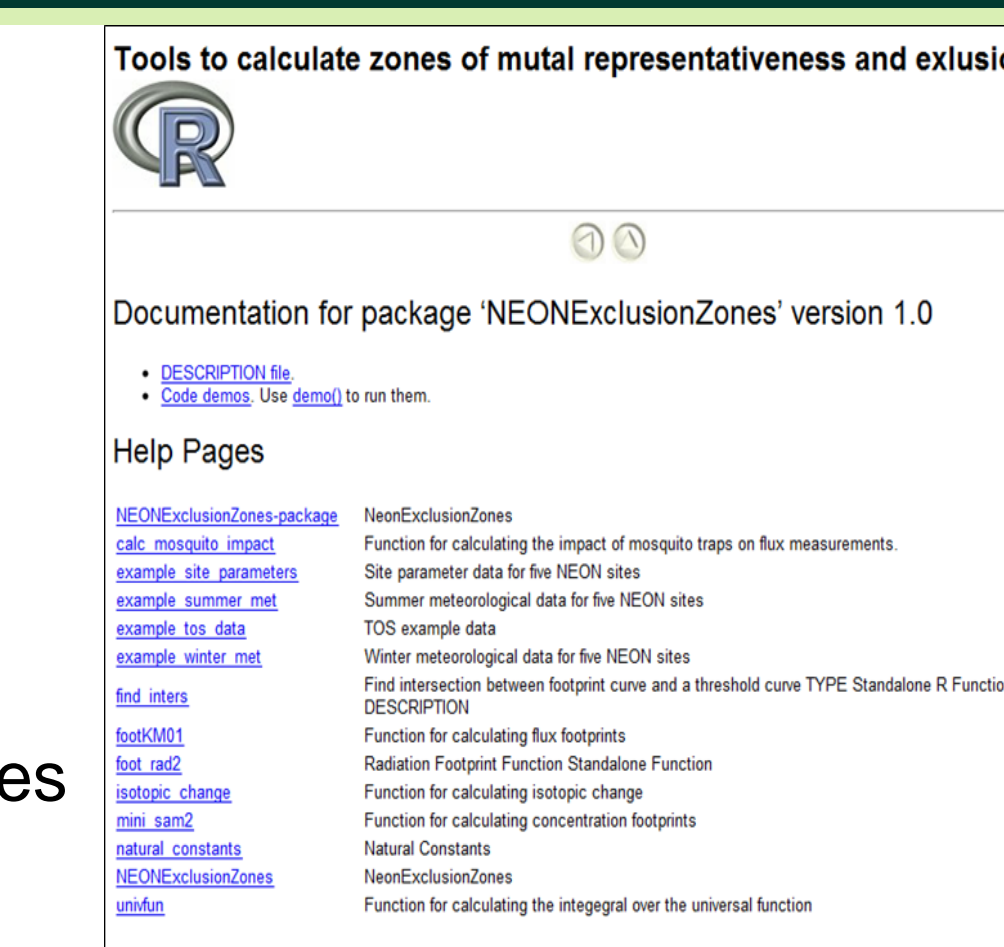 Tools to calculate zones of mutal representativeness and exlusi
R
Documentation for package ‘NEONExclusionZones’ version 1.0
DESCRIPTION file.
Code demos. Use demo() to run them.
Help Pages
NEONExclusionZones-package NeonExclusionZones
calc_mosquito_impact Function for calculating the impact of mosquito traps on flux measurements.
example_site_parameters Site parameter data for five NEON sites
example_summer_met Summer meteorological data for five NEON sites
example_tos_data TOS example data
example_winter_met Winter meteorological data for five NEON sites
find_inters Find intersection between footprint curve and a threshold curve TYPE Standalone R Functio
DESCRIPTION
footKM01 Function for calculating flux footprints
foot_rad2 Radiation Footprint Function Standalone Function
isotopic_change Function for calculating isotopic change
mini_sam2 Function for calculating concentration footprints
natural_constants Natural Constants
NEONExclusionZones NeonExclusionZones
univfun Function for calculating the integegral over the universal function
es